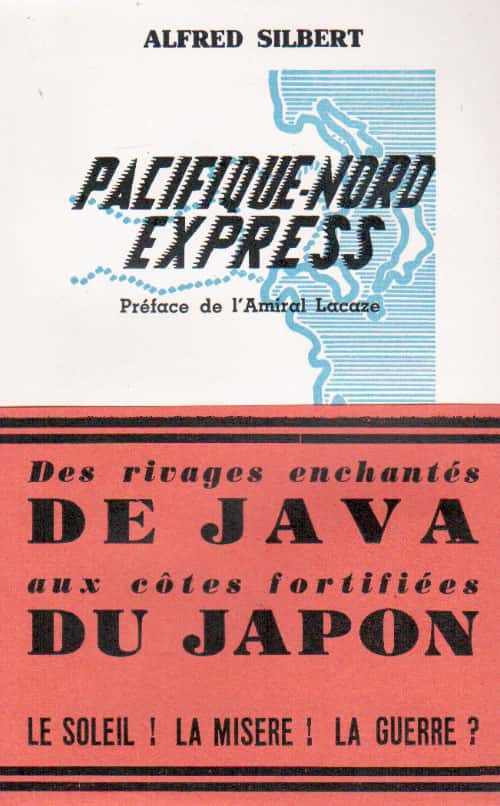 ALFRED SILBERT
PACIFIQUE-NORD
EXPRESS
Préface de l'Amiral Lacaze
Des rivages enchantés
DE JAVA
aux côtes fortifiées
DU JAPON
LE SOLEIL ! LA MISERE ! LA GUERRE ?